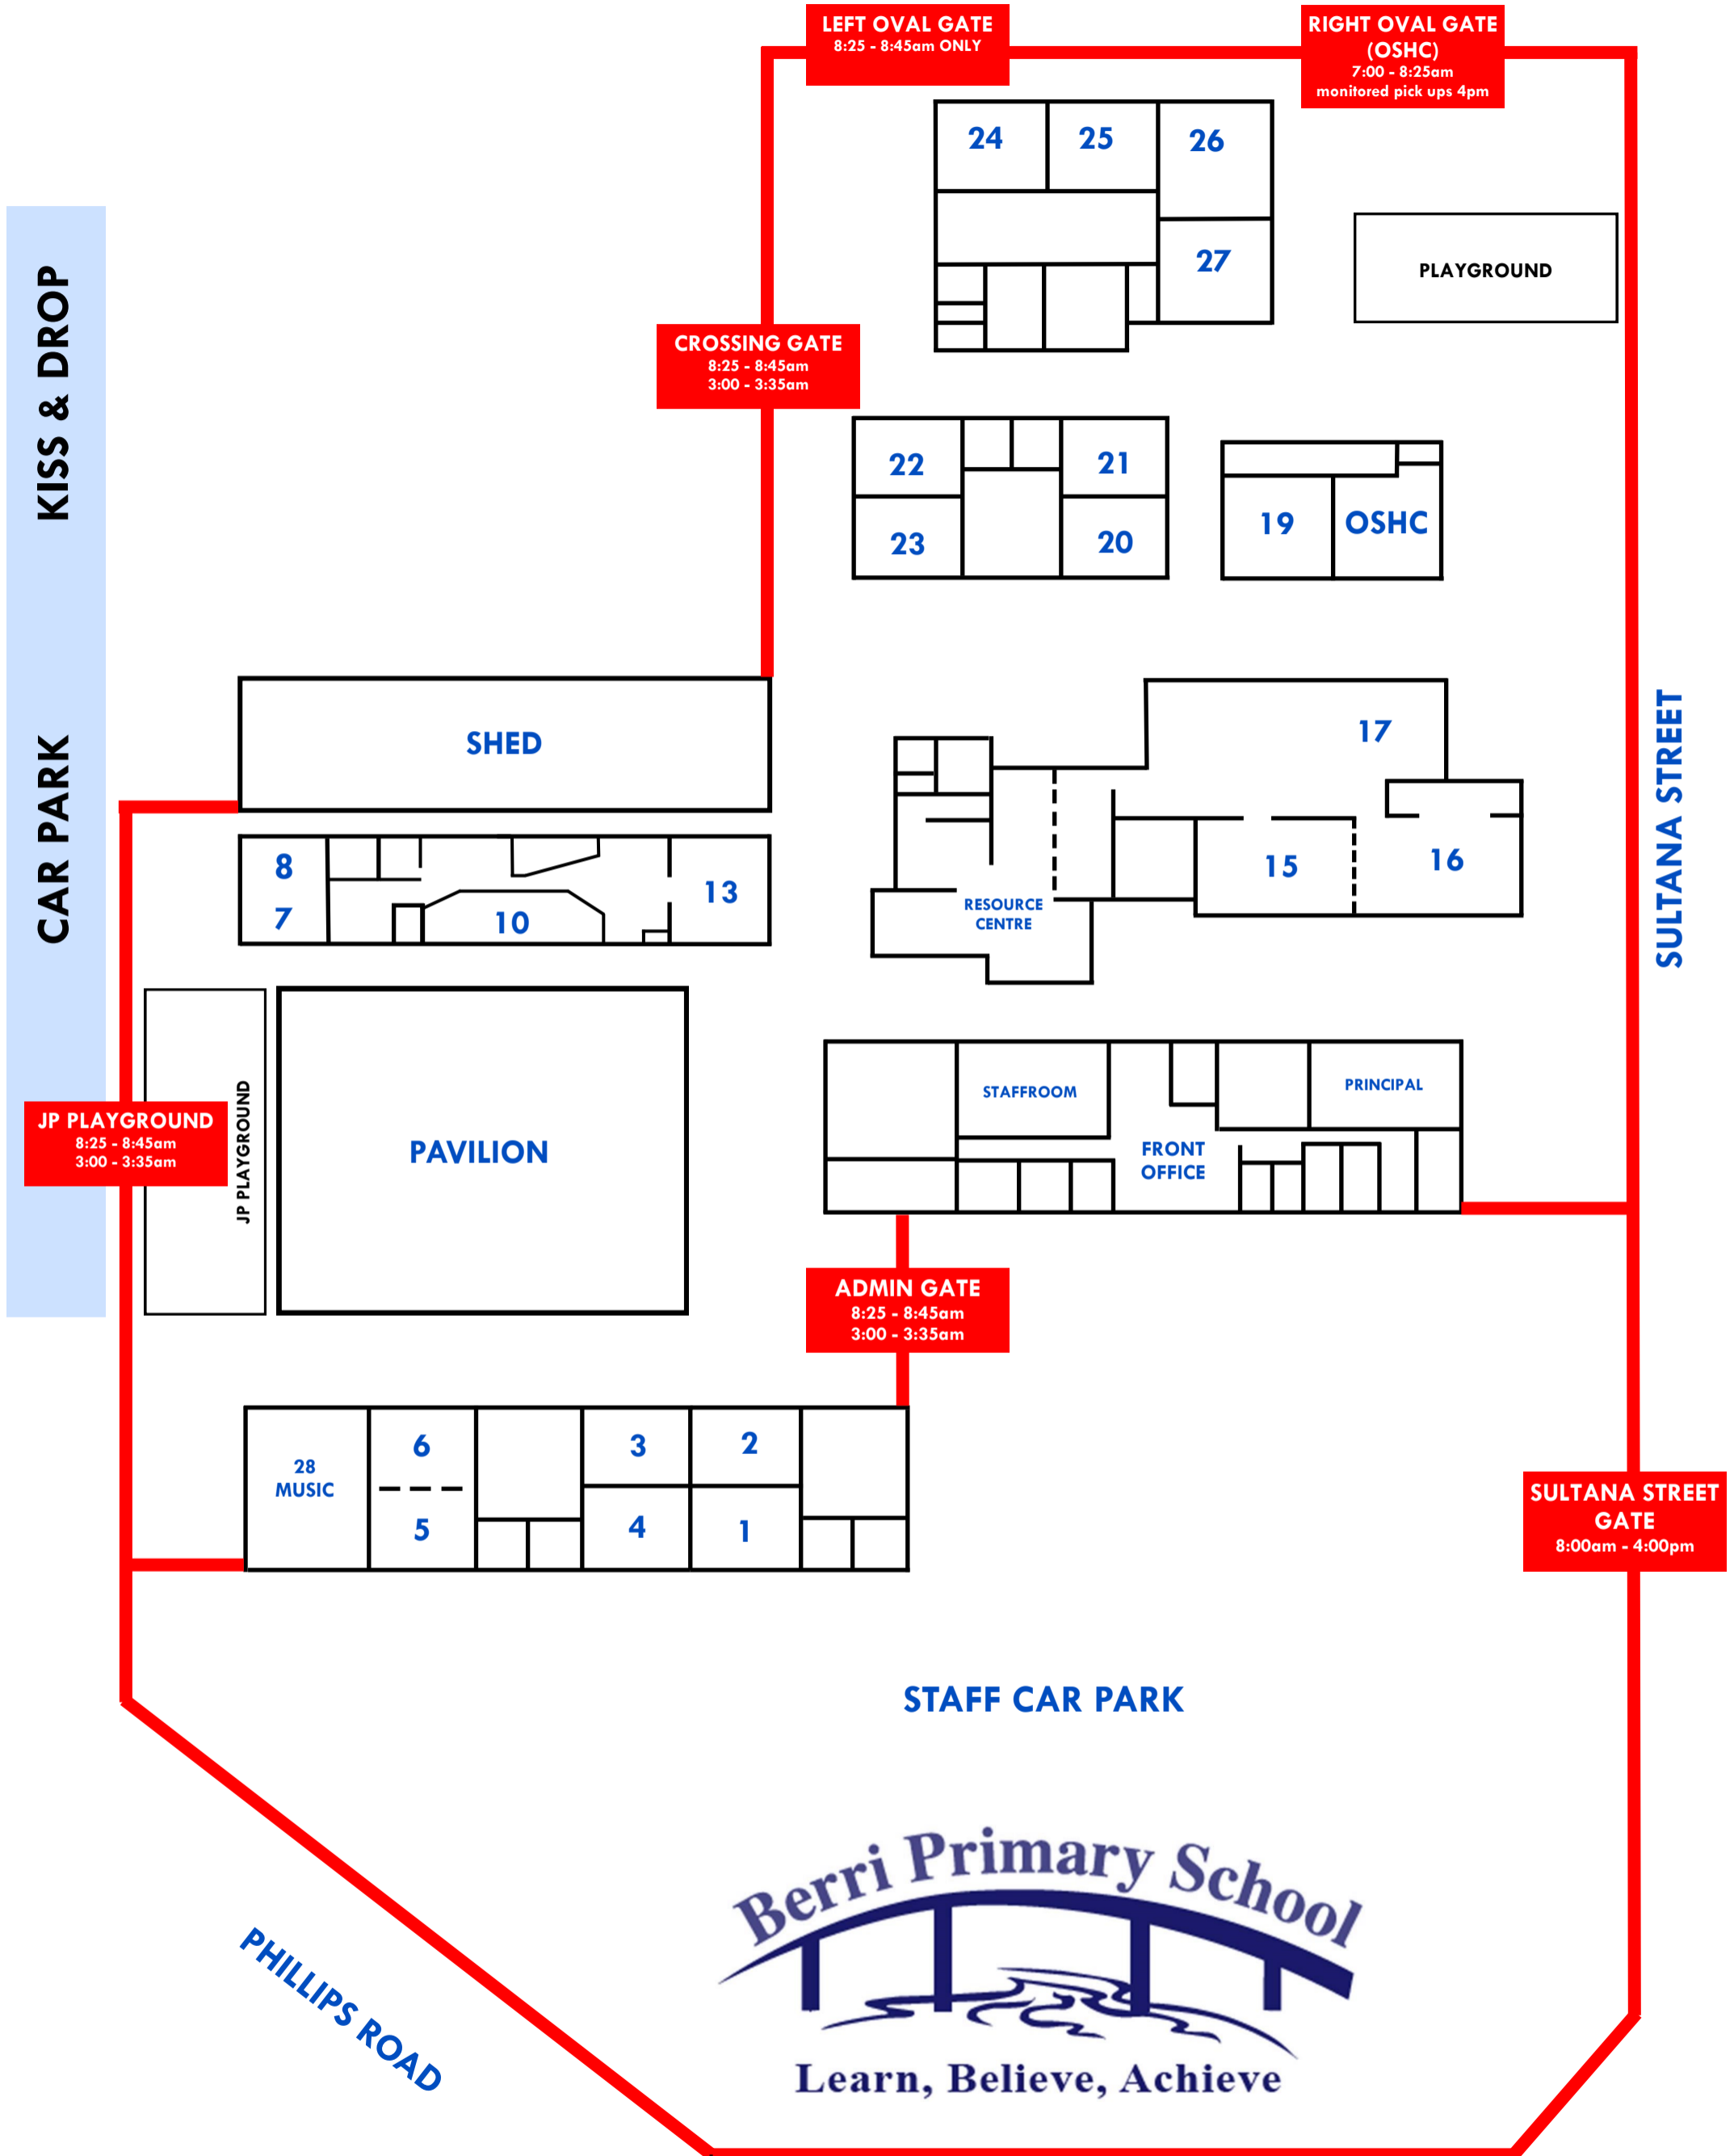 LEFT OVAL GATE
8:25 - 8:45am ONLY
RIGHT OVAL GATE
(OSHC)
7:00 - 8:25am
monitored pick ups 4pm
24
25
26
27
PLAYGROUND
KISS & DROP
CROSSING GATE
8:25 - 8:45am
3:00 - 3:35am
22
21
23
20
19
OSHC
SHED
17
SULTANA STREET
CAR PARK
8
7
10
13
15
16
RESOURCE
CENTRE
JP PLAYGROUND
8:25 - 8:45am
3:00 - 3:35am
JP PLAYGROUND
PAVILION
STAFFROOM
PRINCIPAL
FRONT
OFFICE
ADMIN GATE
8:25 - 8:45am
3:00 - 3:35am
28
MUSIC
6
5
3
2
4
1
SULTANA STREET
GATE
8:00am - 4:00pm
STAFF CAR PARK
PHILLIPS ROAD
Berri Primary School
Learn, Believe, Achieve